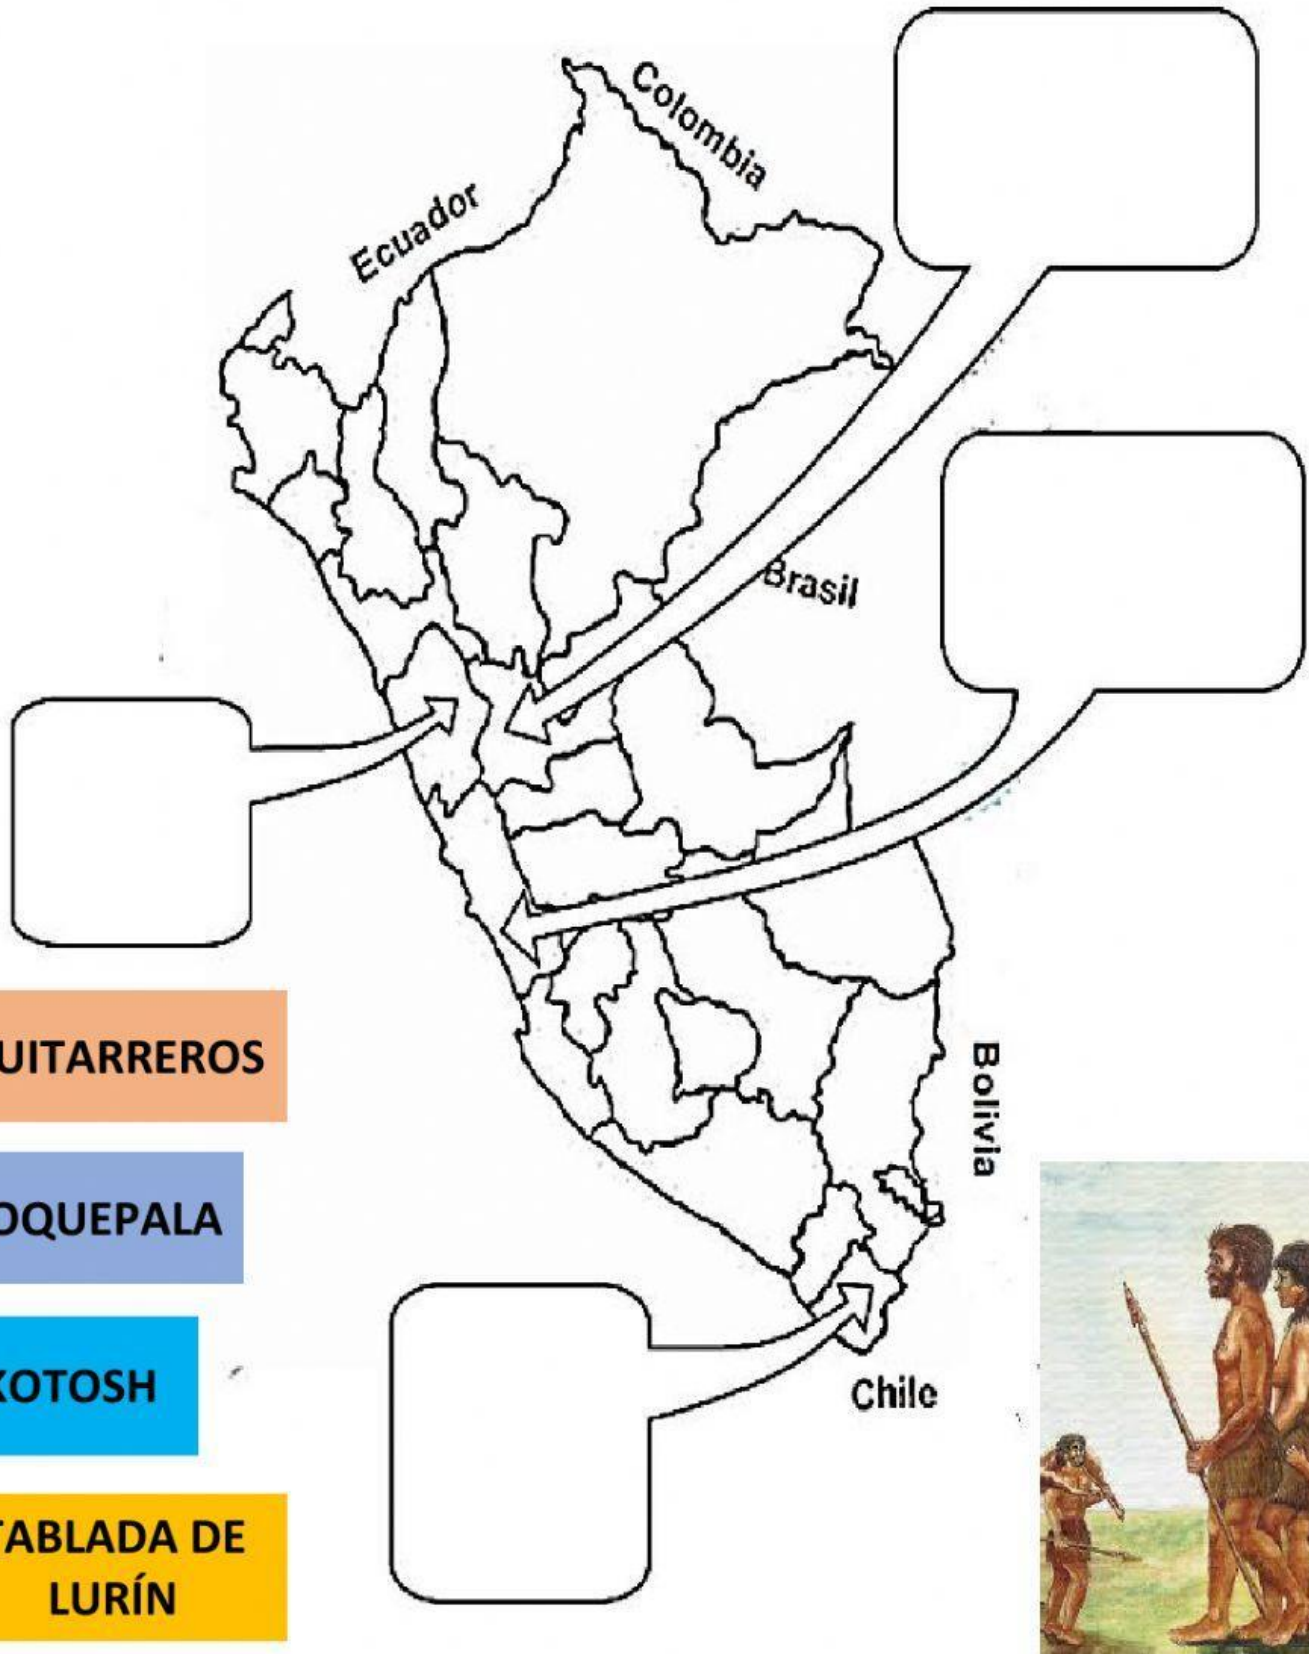 Colombia
Ecuador
Brasil
UITARREROS
Bolivia
OQUEPALA
KOTOSH
Chile
TABLADA DE
LURÍN